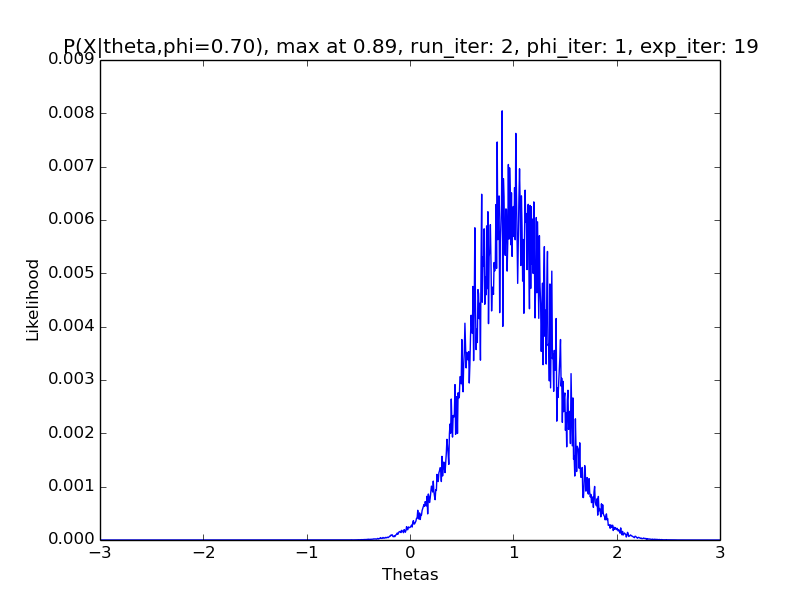 P(X|theta,phi=0.70), max at 0.89, run_iter: 2, phi_iter: 1, exp_iter: 19
0.009
0.008
0.007
0.006
0.005
0.004
0.003
0.002
0.001
0.000
Likelihood
−3 −2 −1 0 1 2 3
Thetas